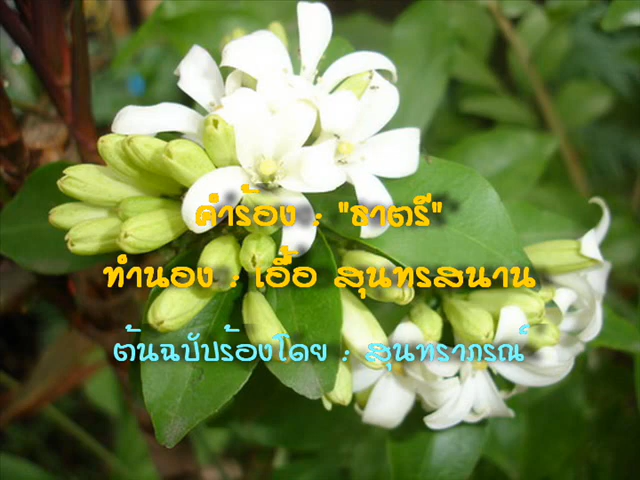 คำร้อง : "ธาตรี"
ทำนอง : เอื้อ สุนทรสนาน
ต้นฉบับร้องโดย : สุนทราภรณ์